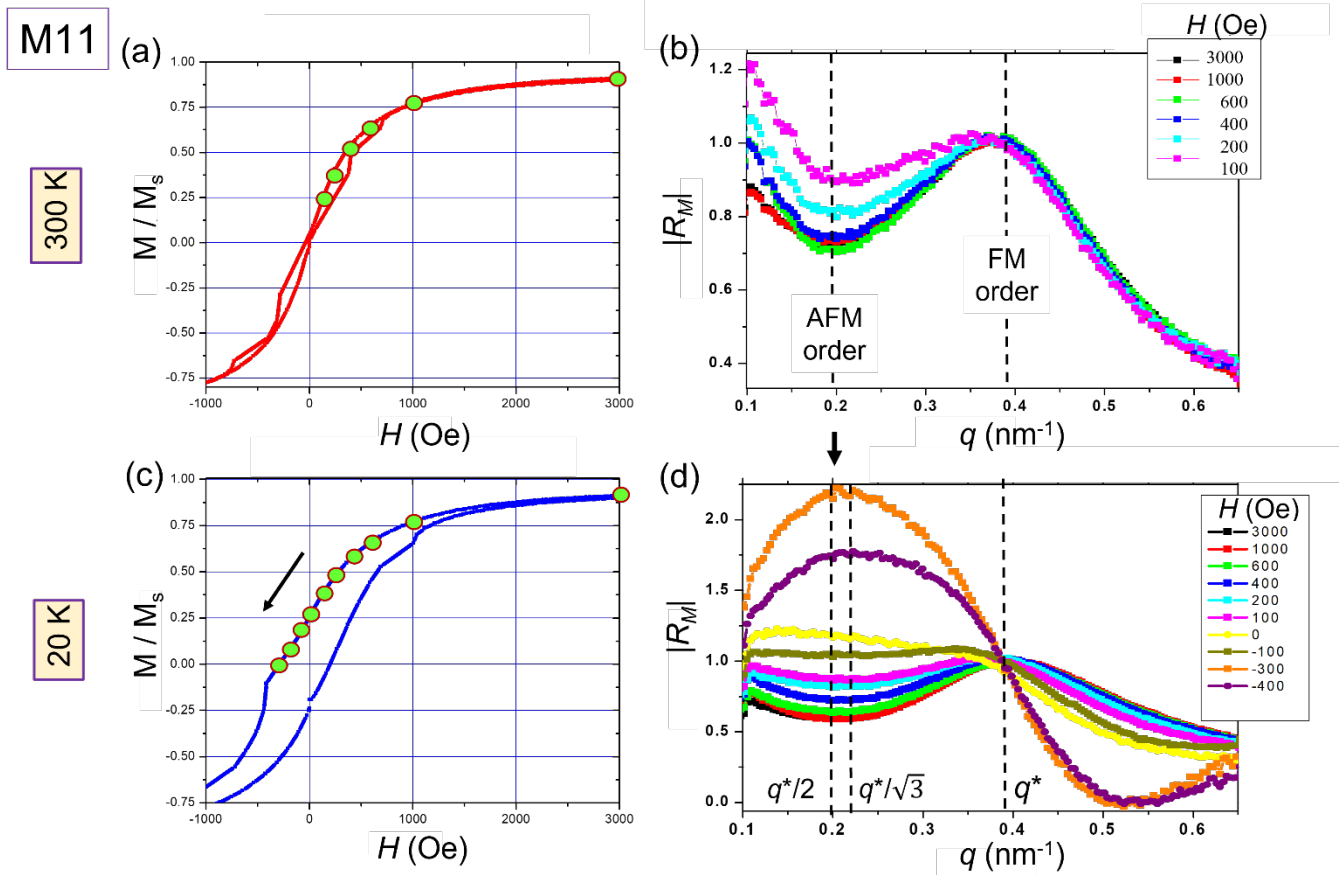 M11
300 K
20 K
(a)
M / Mₛ
1.00
0.75
0.50
0.25
0.00
-0.25
-0.50
-0.75
-1000
0
1000
2000
3000
H (Oe)
(b)
|R_M|
1.2
1.0
0.8
0.6
0.4
AFM
order
FM
order
H (Oe)
3000
1000
600
400
200
100
0.1
0.2
0.3
0.4
0.5
0.6
q (nm⁻¹)
(c)
M / Mₛ
1.00
0.75
0.50
0.25
0.00
-0.25
-0.50
-0.75
-1000
0
1000
2000
3000
H (Oe)
(d)
|R_M|
2.0
1.5
1.0
0.5
0.0
q*/2
q*/√3
q*
H (Oe)
3000
1000
600
400
200
100
0
-100
-300
-400
0.1
0.2
0.3
0.4
0.5
0.6
q (nm⁻¹)